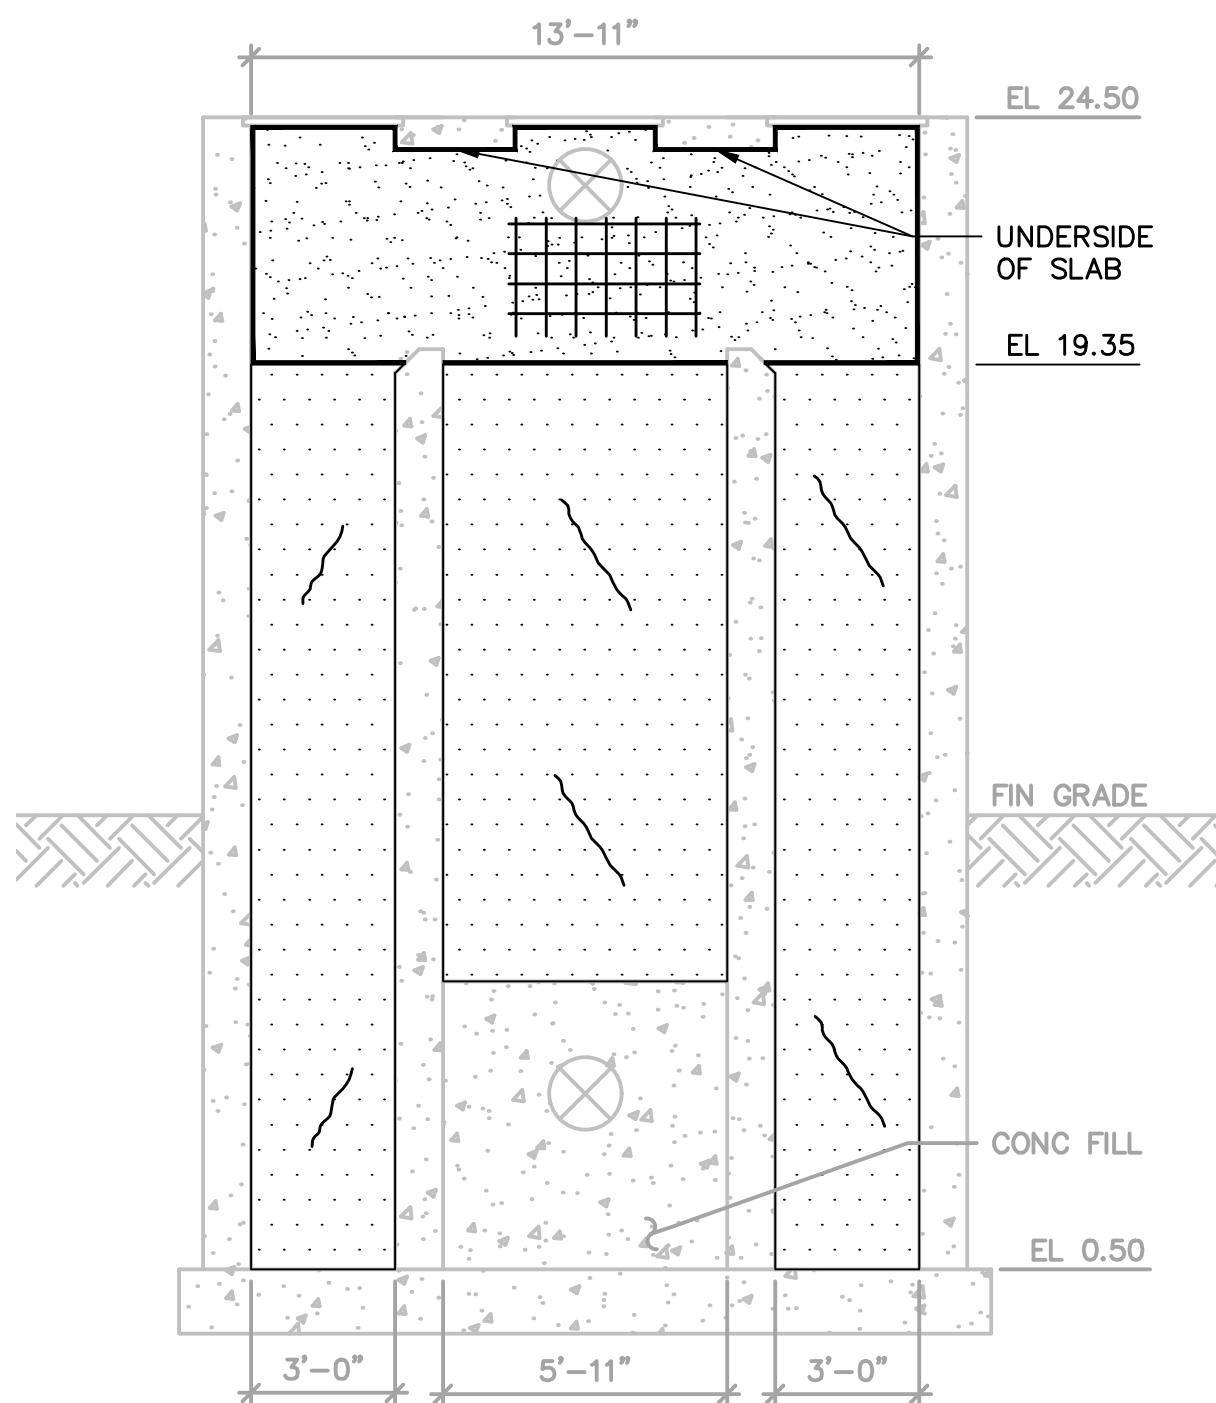 13'-11"
EL 24.50
UNDERSIDE
OF SLAB
EL 19.35
FIN GRADE
CONC FILL
EL 0.50
3'-0"
5'-11"
3'-0"